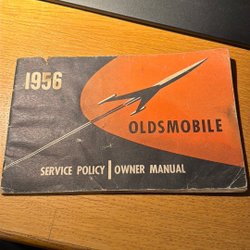 1956
OLDSMOBILE
SERVICE POLICY | OWNER MANUAL